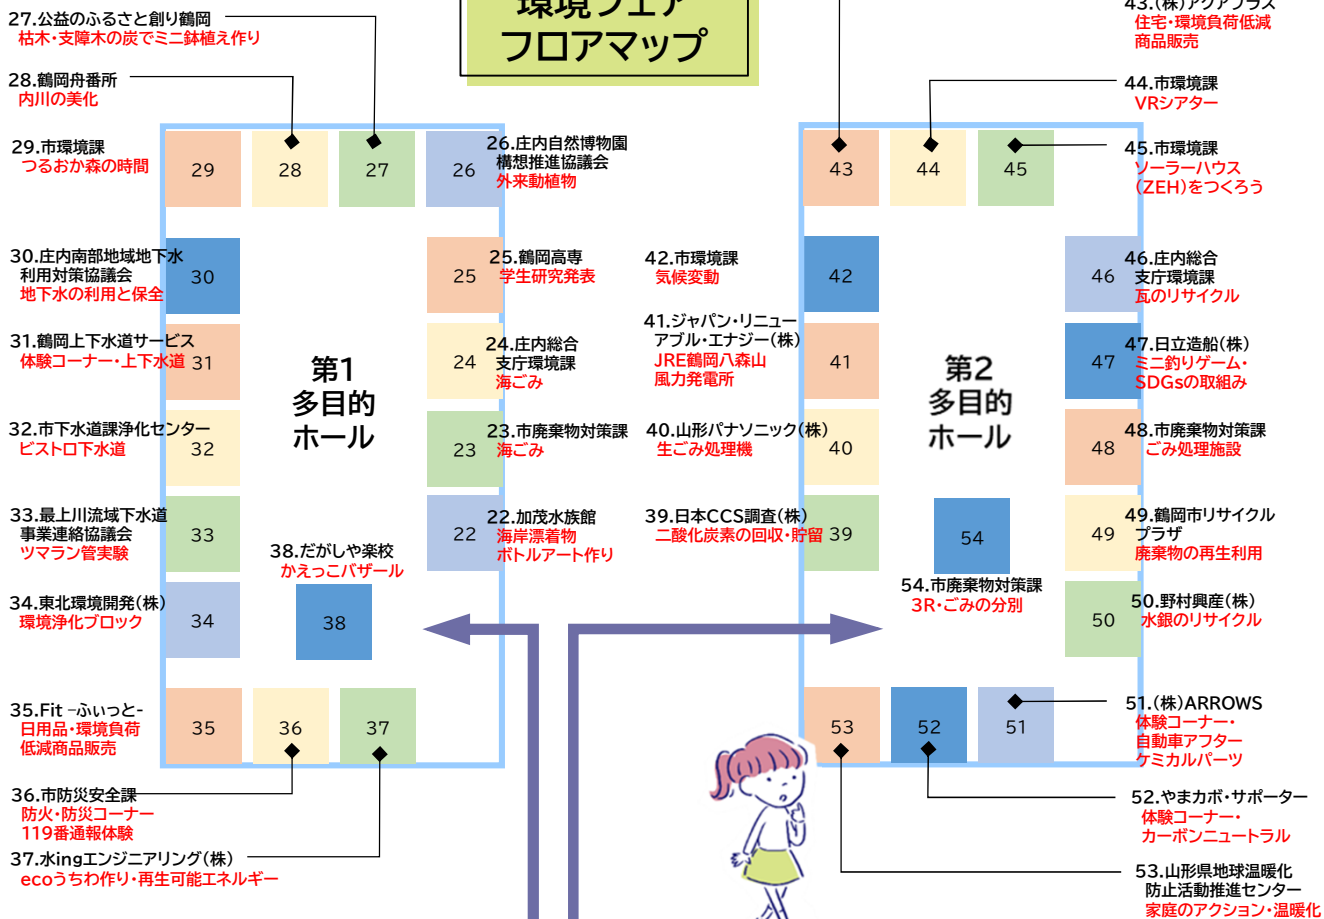 環境フェア
フロアマップ
27.公益のふるさと創り鶴岡
枯木・支障木の炭でミニ鉢植え作り
28.鶴岡舟番所
内川の美化
29.市環境課
つるおか森の時間
30.庄内南部地域地下水
利用対策協議会
地下水の利用と保全
31.鶴岡上下水道サービス
体験コーナー・上下水道
32.市下水道課浄化センター
ビストロ下水道
33.最上川流域下水道
事業連絡協議会
ツマラン管実験
34.東北環境開発(株)
環境浄化ブロック
35.Fit -ふぃっと-
日用品・環境負荷
低減商品販売
36.市防災安全課
防火・防災コーナー
119番通報体験
37.水ingエンジニアリング(株)
ecoうちわ作り・再生可能エネルギー
29
28
27
26
30
31
32
33
34
35
36
37
25
24
23
22
第1
多目的
ホール
38.だがしや楽校
かえっこバザール
38
26.庄内自然博物園
構想推進協議会
外来動植物
25.鶴岡高専
学生研究発表
24.庄内総合
支庁環境課
海ごみ
23.市廃棄物対策課
海ごみ
22.加茂水族館
海岸漂着物
ボトルアート作り
42.市環境課
気候変動
41.ジャパン・リニュー
アブル・エナジー(株)
JRE鶴岡八森山
風力発電所
40.山形パナソニック(株)
生ごみ処理機
39.日本CCS調査(株)
二酸化炭素の回収・貯留
43
44
45
42
41
40
39
46
47
48
49
50
53
52
51
第2
多目的
ホール
54
54.市廃棄物対策課
3R・ごみの分別
43.(株)アクアプラス
住宅・環境負荷低減
商品販売
44.市環境課
VRシアター
45.市環境課
ソーラーハウス
(ZEH)をつくろう
46.庄内総合
支庁環境課
瓦のリサイクル
47.日立造船(株)
ミニ釣りゲーム・
SDGsの取組み
48.市廃棄物対策課
ごみ処理施設
49.鶴岡市リサイクル
プラザ
廃棄物の再生利用
50.野村興産(株)
水銀のリサイクル
51.(株)ARROWS
体験コーナー・
自動車アフター
ケミカルパーツ
52.やまカボ・サポーター
体験コーナー・
カーボンニュートラル
53.山形県地球温暖化
防止活動推進センター
家庭のアクション・温暖化